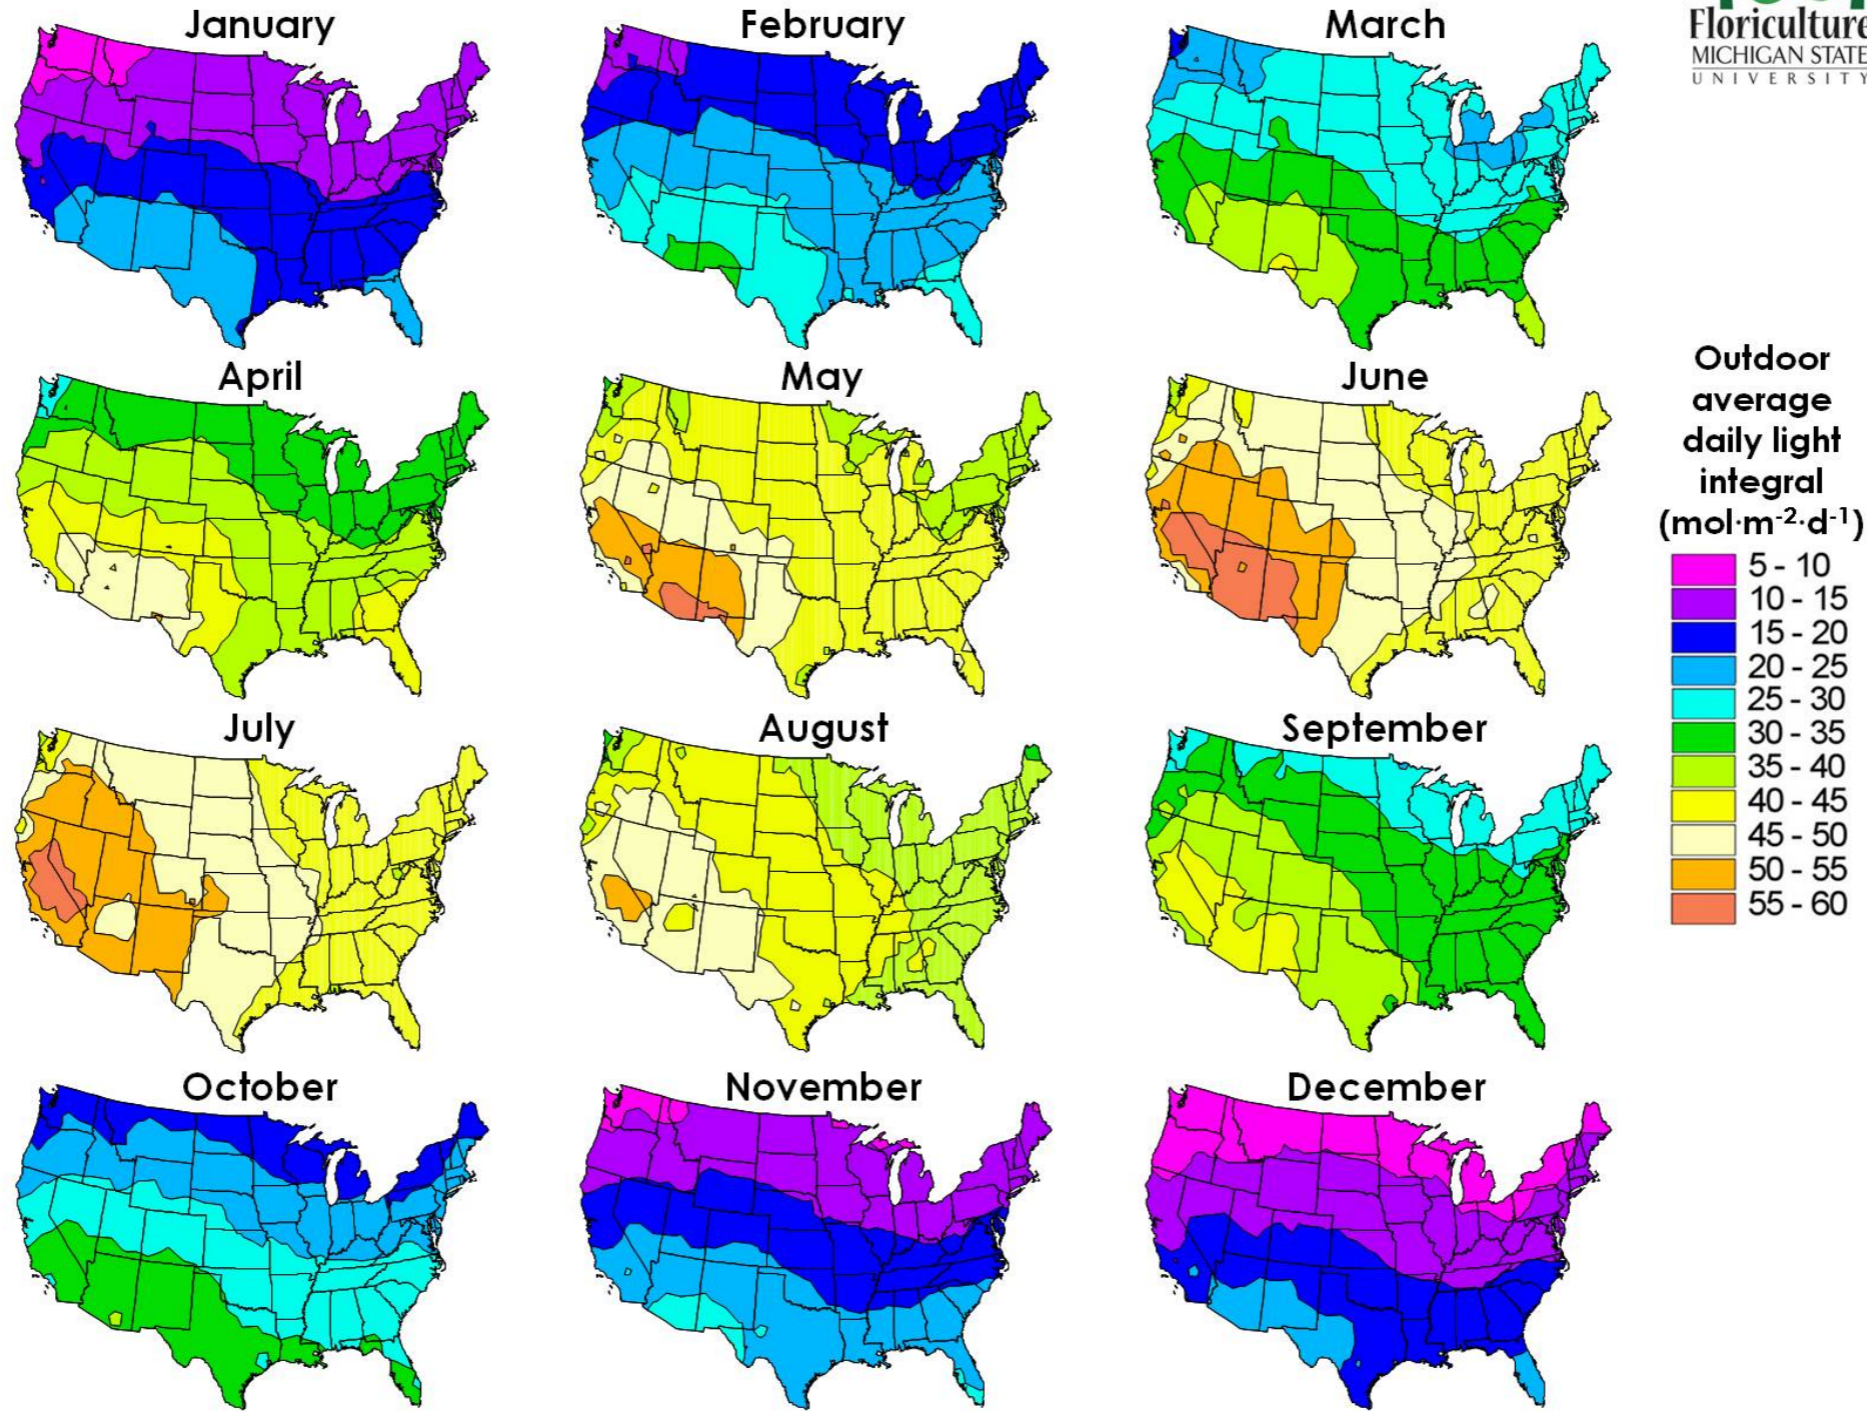 January
February
March
Floriculture
MICHIGAN STATE
UNIVERSITY
April
May
June
Outdoor
average
daily light
integral
(mol·m⁻²·d⁻¹)
5 - 10
10 - 15
15 - 20
20 - 25
25 - 30
30 - 35
35 - 40
40 - 45
45 - 50
50 - 55
55 - 60
July
August
September
October
November
December